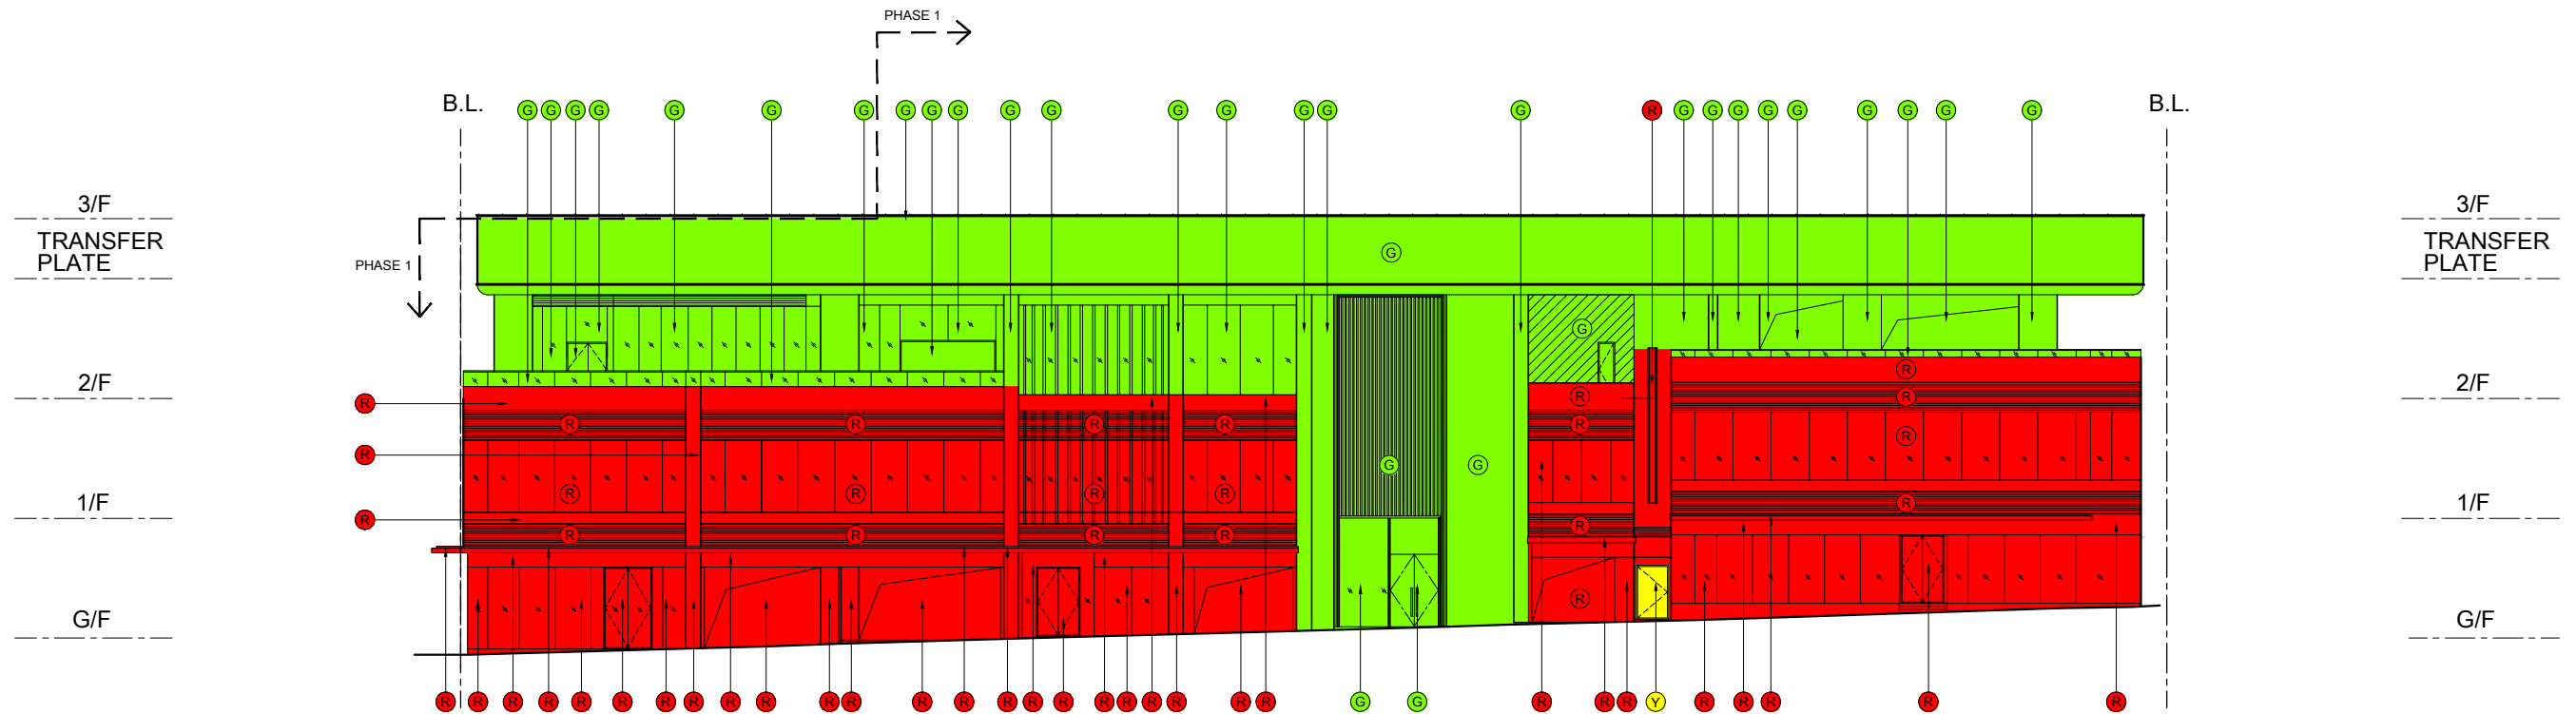 PHASE 1
B.L. B.L.
G G G G G G G G G G G G G G G G G R G G G G G G G G G
3/F 3/F
TRANSFER TRANSFER
PLATE PLATE
G
PHASE 1
G
R
2/F 2/F
R R
R
R R R R R
R
R
G G
R R R R
1/F R 1/F
R
R
R R R R
R
G/F G/F
R R R R R R R R R R R R R R R R R R R R R R R G G R R R Y R R R R R